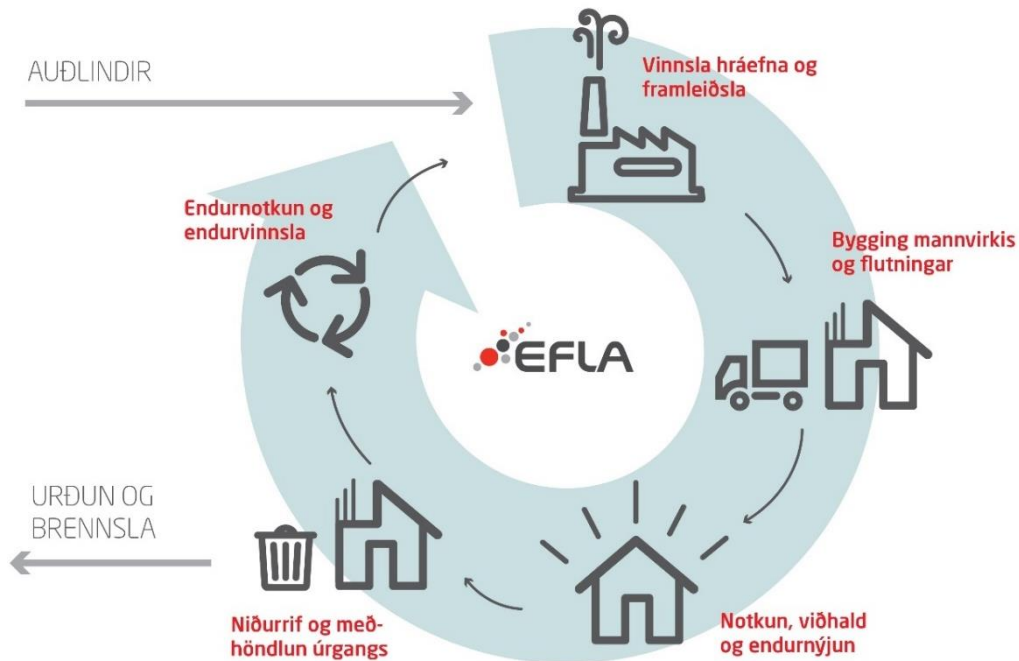 AUÐLINDIR
Vinnsla hráefna og
framleiðsla
Bygging mannvirkis
og flutningar
Notkun, viðhald
og endurnýjun
Niðurrif og með-
höndlun úrgangs
URÐUN OG
BRENNSLA
Endurnotkun og
endurvinnsla
EFLA